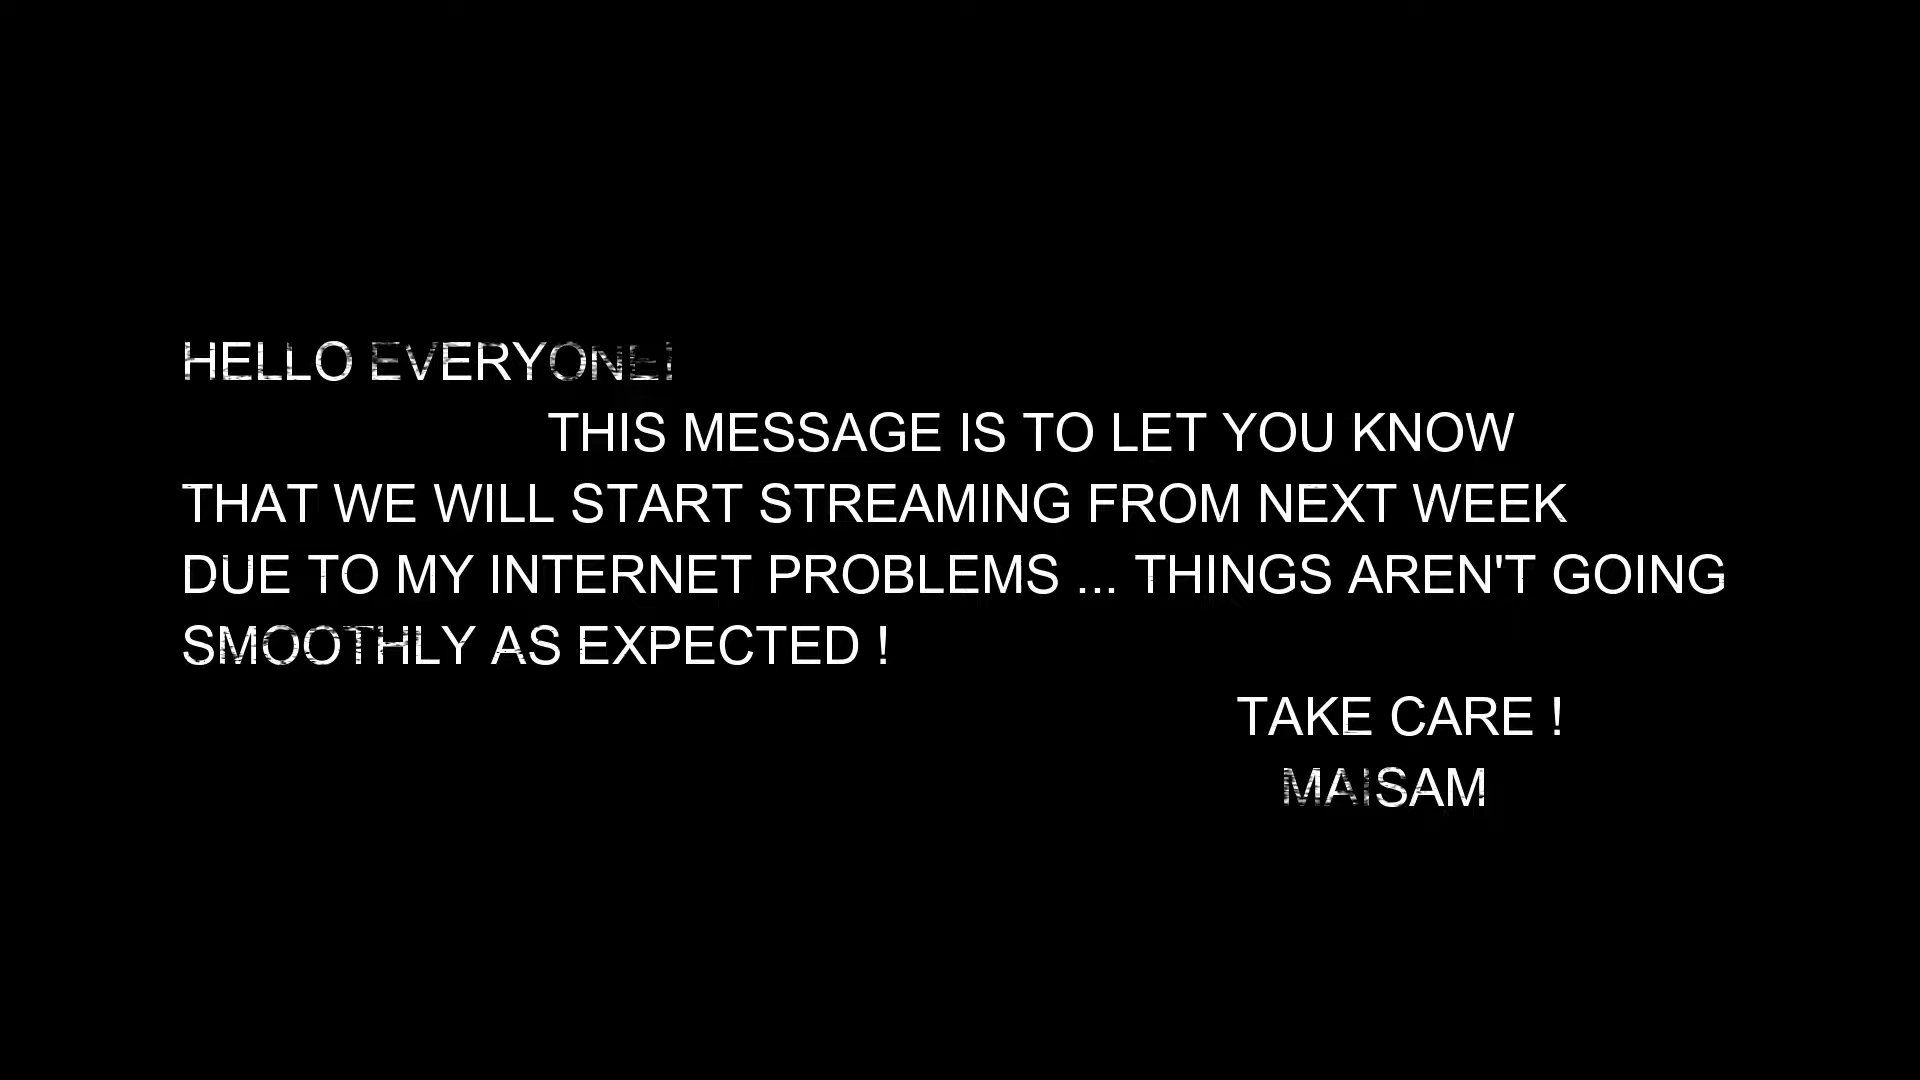 HELLO EVERYONE!
THIS MESSAGE IS TO LET YOU KNOW
THAT WE WILL START STREAMING FROM NEXT WEEK
DUE TO MY INTERNET PROBLEMS ... THINGS AREN'T GOING
SMOOTHLY AS EXPECTED !
TAKE CARE !
MAISAM